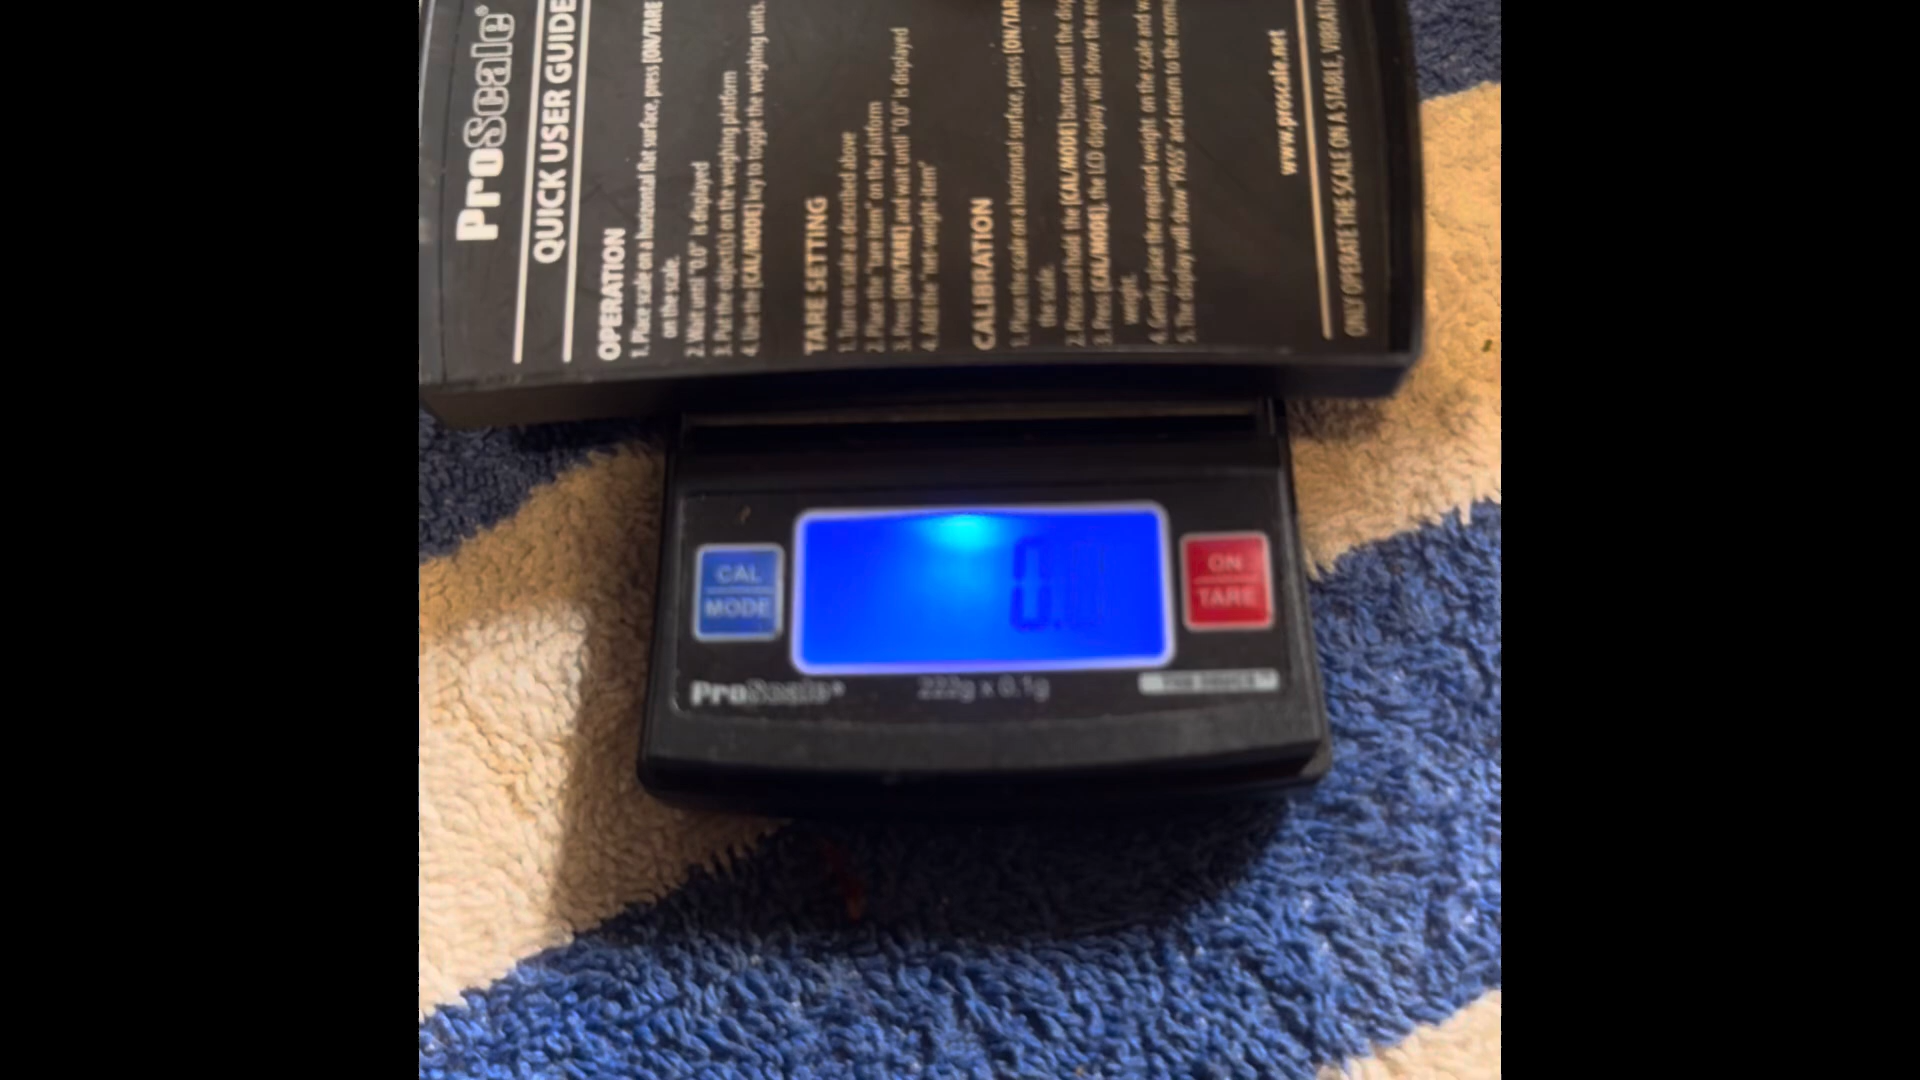 ProScale®
QUICK USER GUIDE
OPERATION
1. Place scale on a horizontal flat surface, press [ON/TARE
on the scale.
2. Wait until "0.0" is displayed
3. Put the object(s) on the weighing platform
4. Use the [CAL/MODE] key to toggle the weighing units.
TARE SETTING
1. Turn on scale as described above
2. Place the "tare item" on the platform
3. Press [ON/TARE] and wait until "0.0" is displayed
4. Add the "net-weight-item"
CALIBRATION
1. Place the scale on a horizontal surface, press [ON/TAR
the scale.
2. Press and hold the [CAL/MODE] button until the
3. Press [CAL/MODE], the LCD display will show the
weight.
4. Gently place the required weight on the scale and
5. The display will show "PASS" and return to the
www.proscale.net
ONLY OPERATE THE SCALE ON A STABLE,
CAL
MODE
0.
ON
TARE
ProScale®
222g x 0.1g